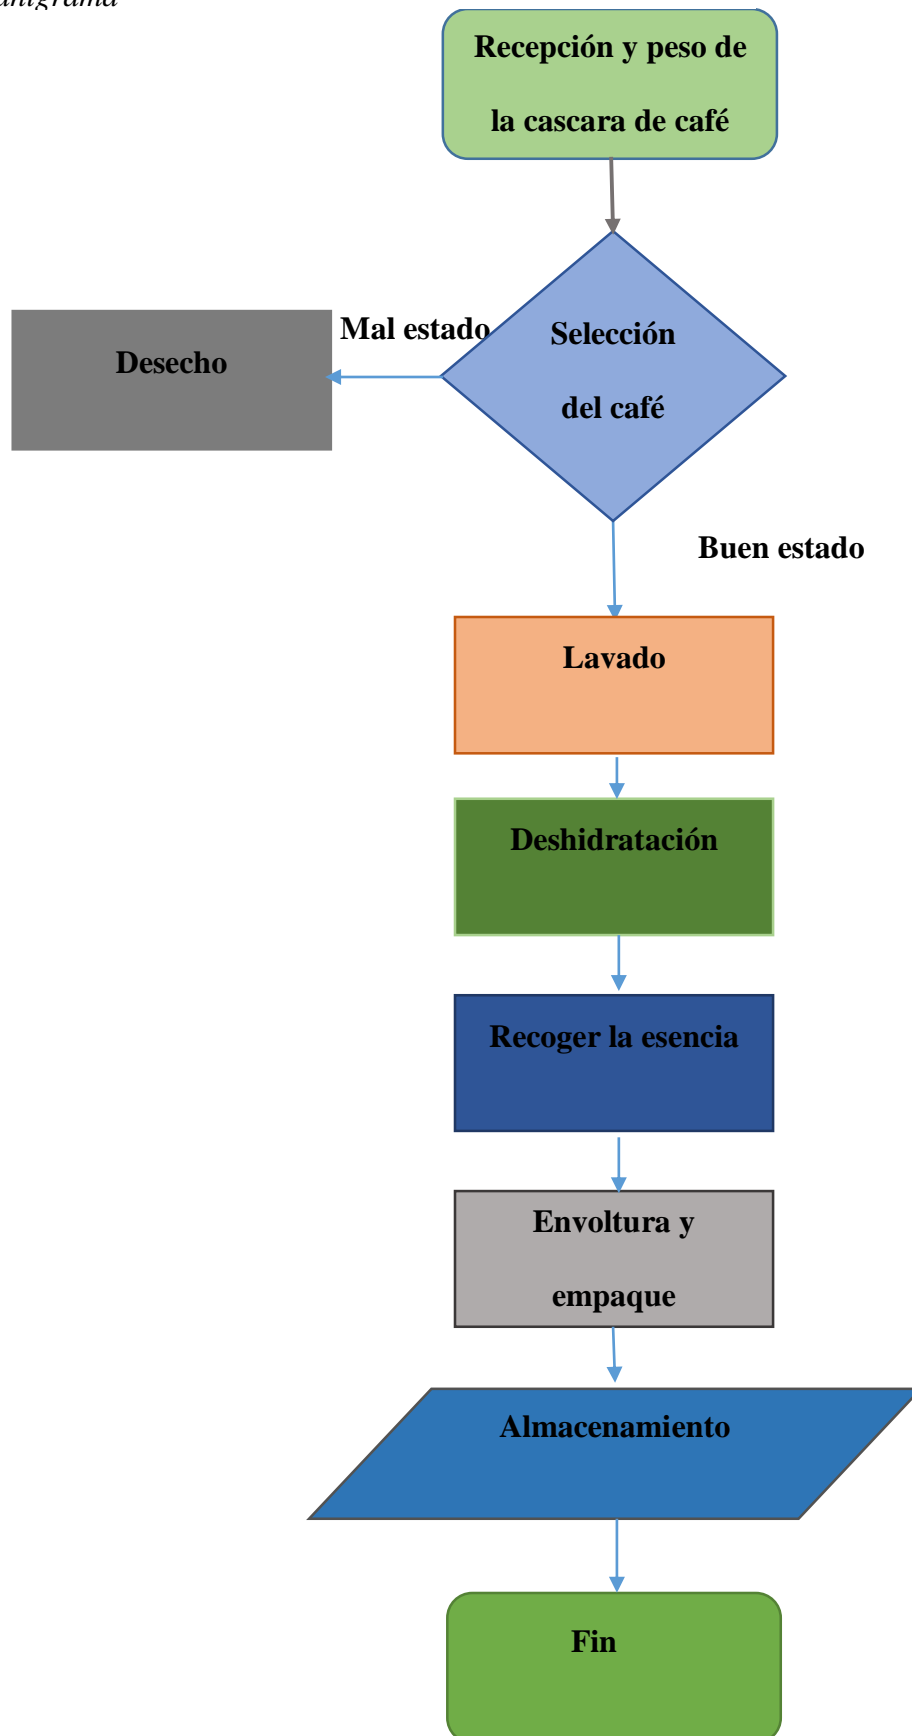 Recepción y peso de
la cascara de café
Mal estado
Selección
del café
Desecho
Buen estado
Lavado
Deshidratación
Recoger la esencia
Envoltura y
empaque
Almacenamiento
Fin